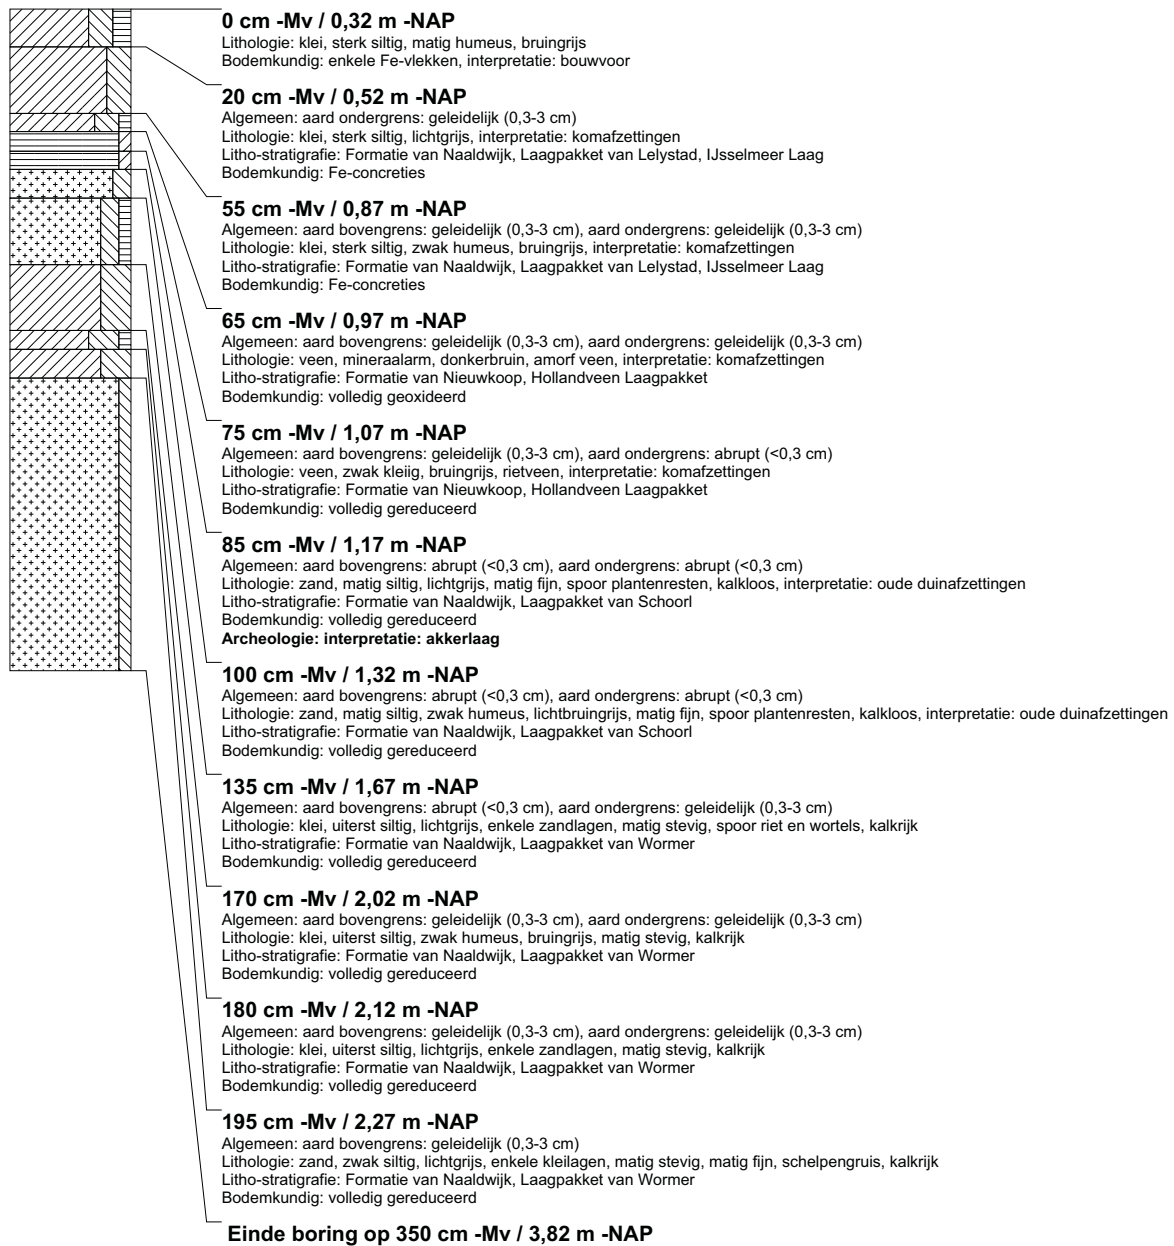 0 cm -Mv / 0,32 m -NAP
Lithologie: klei, sterk siltig, matig humeus, bruingrijs
Bodemkundig: enkele Fe-vlekken, interpretatie: bouwvoor
20 cm -Mv / 0,52 m -NAP
Algemeen: aard ondergrens: geleidelijk (0,3-3 cm)
Lithologie: klei, sterk siltig, lichtgrijs, interpretatie: komafzettingen
Litho-stratigrafie: Formatie van Naaldwijk, Laagpakket van Lelystad, IJsselmeer Laag
Bodemkundig: Fe-concreties
55 cm -Mv / 0,87 m -NAP
Algemeen: aard bovengrens: geleidelijk (0,3-3 cm), aard ondergrens: geleidelijk (0,3-3 cm)
Lithologie: klei, sterk siltig, zwak humeus, bruingrijs, interpretatie: komafzettingen
Litho-stratigrafie: Formatie van Naaldwijk, Laagpakket van Lelystad, IJsselmeer Laag
Bodemkundig: Fe-concreties
65 cm -Mv / 0,97 m -NAP
Algemeen: aard bovengrens: geleidelijk (0,3-3 cm), aard ondergrens: geleidelijk (0,3-3 cm)
Lithologie: veen, mineraalarm, donkerbruin, amorf veen, interpretatie: komafzettingen
Litho-stratigrafie: Formatie van Nieuwkoop, Hollandveen Laagpakket
Bodemkundig: volledig geoxideerd
75 cm -Mv / 1,07 m -NAP
Algemeen: aard bovengrens: geleidelijk (0,3-3 cm), aard ondergrens: abrupt (<0,3 cm)
Lithologie: veen, zwak kleiig, bruingrijs, rietveen, interpretatie: komafzettingen
Litho-stratigrafie: Formatie van Nieuwkoop, Hollandveen Laagpakket
Bodemkundig: volledig gereduceerd
85 cm -Mv / 1,17 m -NAP
Algemeen: aard bovengrens: abrupt (<0,3 cm), aard ondergrens: abrupt (<0,3 cm)
Lithologie: zand, matig siltig, lichtgrijs, matig fijn, spoor plantenresten, kalkloos, interpretatie: oude duinafzettingen
Litho-stratigrafie: Formatie van Naaldwijk, Laagpakket van Schoorl
Bodemkundig: volledig gereduceerd
Archeologie: interpretatie: akkerlaag
100 cm -Mv / 1,32 m -NAP
Algemeen: aard bovengrens: abrupt (<0,3 cm), aard ondergrens: abrupt (<0,3 cm)
Lithologie: zand, matig siltig, zwak humeus, lichtbruingrijs, matig fijn, spoor plantenresten, kalkloos, interpretatie: oude duinafzettingen
Litho-stratigrafie: Formatie van Naaldwijk, Laagpakket van Schoorl
Bodemkundig: volledig gereduceerd
135 cm -Mv / 1,67 m -NAP
Algemeen: aard bovengrens: abrupt (<0,3 cm), aard ondergrens: geleidelijk (0,3-3 cm)
Lithologie: klei, uiterst siltig, lichtgrijs, enkele zandlagen, matig stevig, spoor riet en wortels, kalkrijk
Litho-stratigrafie: Formatie van Naaldwijk, Laagpakket van Wormer
Bodemkundig: volledig gereduceerd
170 cm -Mv / 2,02 m -NAP
Algemeen: aard bovengrens: geleidelijk (0,3-3 cm), aard ondergrens: geleidelijk (0,3-3 cm)
Lithologie: klei, uiterst siltig, zwak humeus, bruingrijs, matig stevig, kalkrijk
Litho-stratigrafie: Formatie van Naaldwijk, Laagpakket van Wormer
Bodemkundig: volledig gereduceerd
180 cm -Mv / 2,12 m -NAP
Algemeen: aard bovengrens: geleidelijk (0,3-3 cm), aard ondergrens: geleidelijk (0,3-3 cm)
Lithologie: klei, uiterst siltig, lichtgrijs, enkele zandlagen, matig stevig, kalkrijk
Litho-stratigrafie: Formatie van Naaldwijk, Laagpakket van Wormer
Bodemkundig: volledig gereduceerd
195 cm -Mv / 2,27 m -NAP
Algemeen: aard bovengrens: geleidelijk (0,3-3 cm)
Lithologie: zand, zwak siltig, lichtgrijs, enkele kleilagen, matig stevig, matig fijn, schelpengruis, kalkrijk
Litho-stratigrafie: Formatie van Naaldwijk, Laagpakket van Wormer
Bodemkundig: volledig gereduceerd
Einde boring op 350 cm -Mv / 3,82 m -NAP